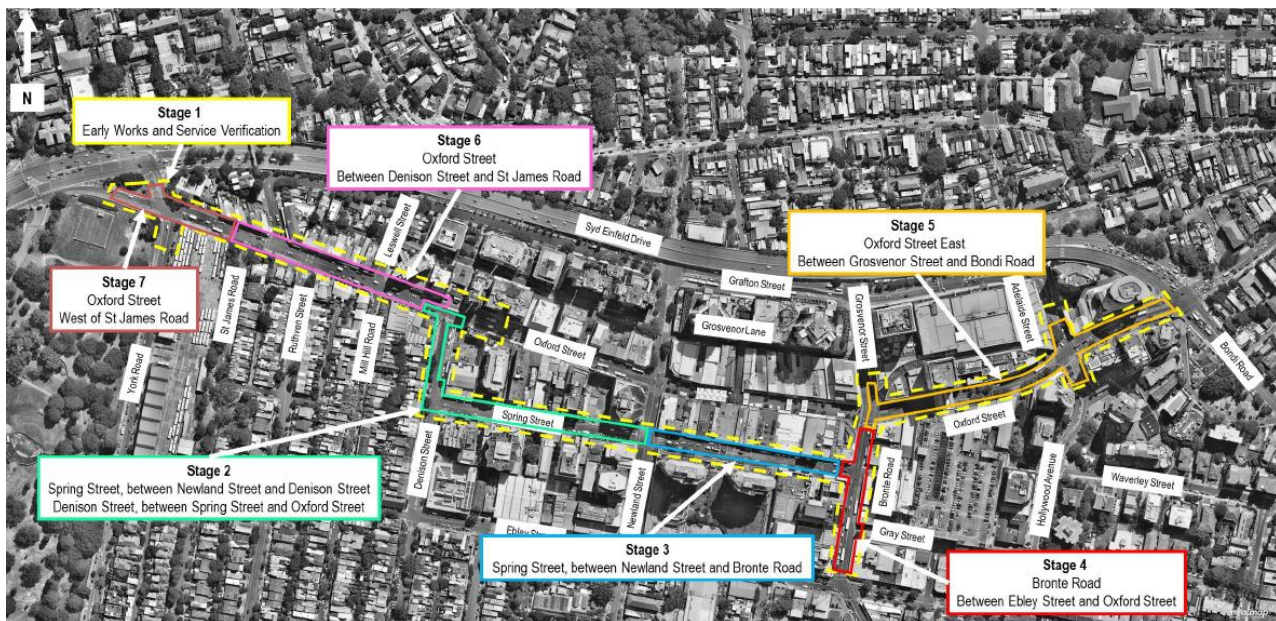 N
Stage 1
Early Works and Service Verification
Stage 6
Oxford Street
Between Denison Street and St James Road
Stage 5
Oxford Street East
Between Grosvenor Street and Bondi Road
Stage 7
Oxford Street
West of St James Road
Leswell Street
Syd Einfeld Drive
Grafton Street
Grosvenor Lane
Grosvenor Street
Adelaide Street
Bondi Road
York Road
St James Road
Ruthven Street
Mill Hill Road
Oxford Street
Oxford Street
Spring Street
Denison Street
Newland Street
Bronte Road
Hollywood Avenue
Waverley Street
Gray Street
Stage 2
Spring Street, between Newland Street and Denison Street
Denison Street, between Spring Street and Oxford Street
Ebley
Stage 3
Spring Street, between Newland Street and Bronte Road
Stage 4
Bronte Road
Between Ebley Street and Oxford Street